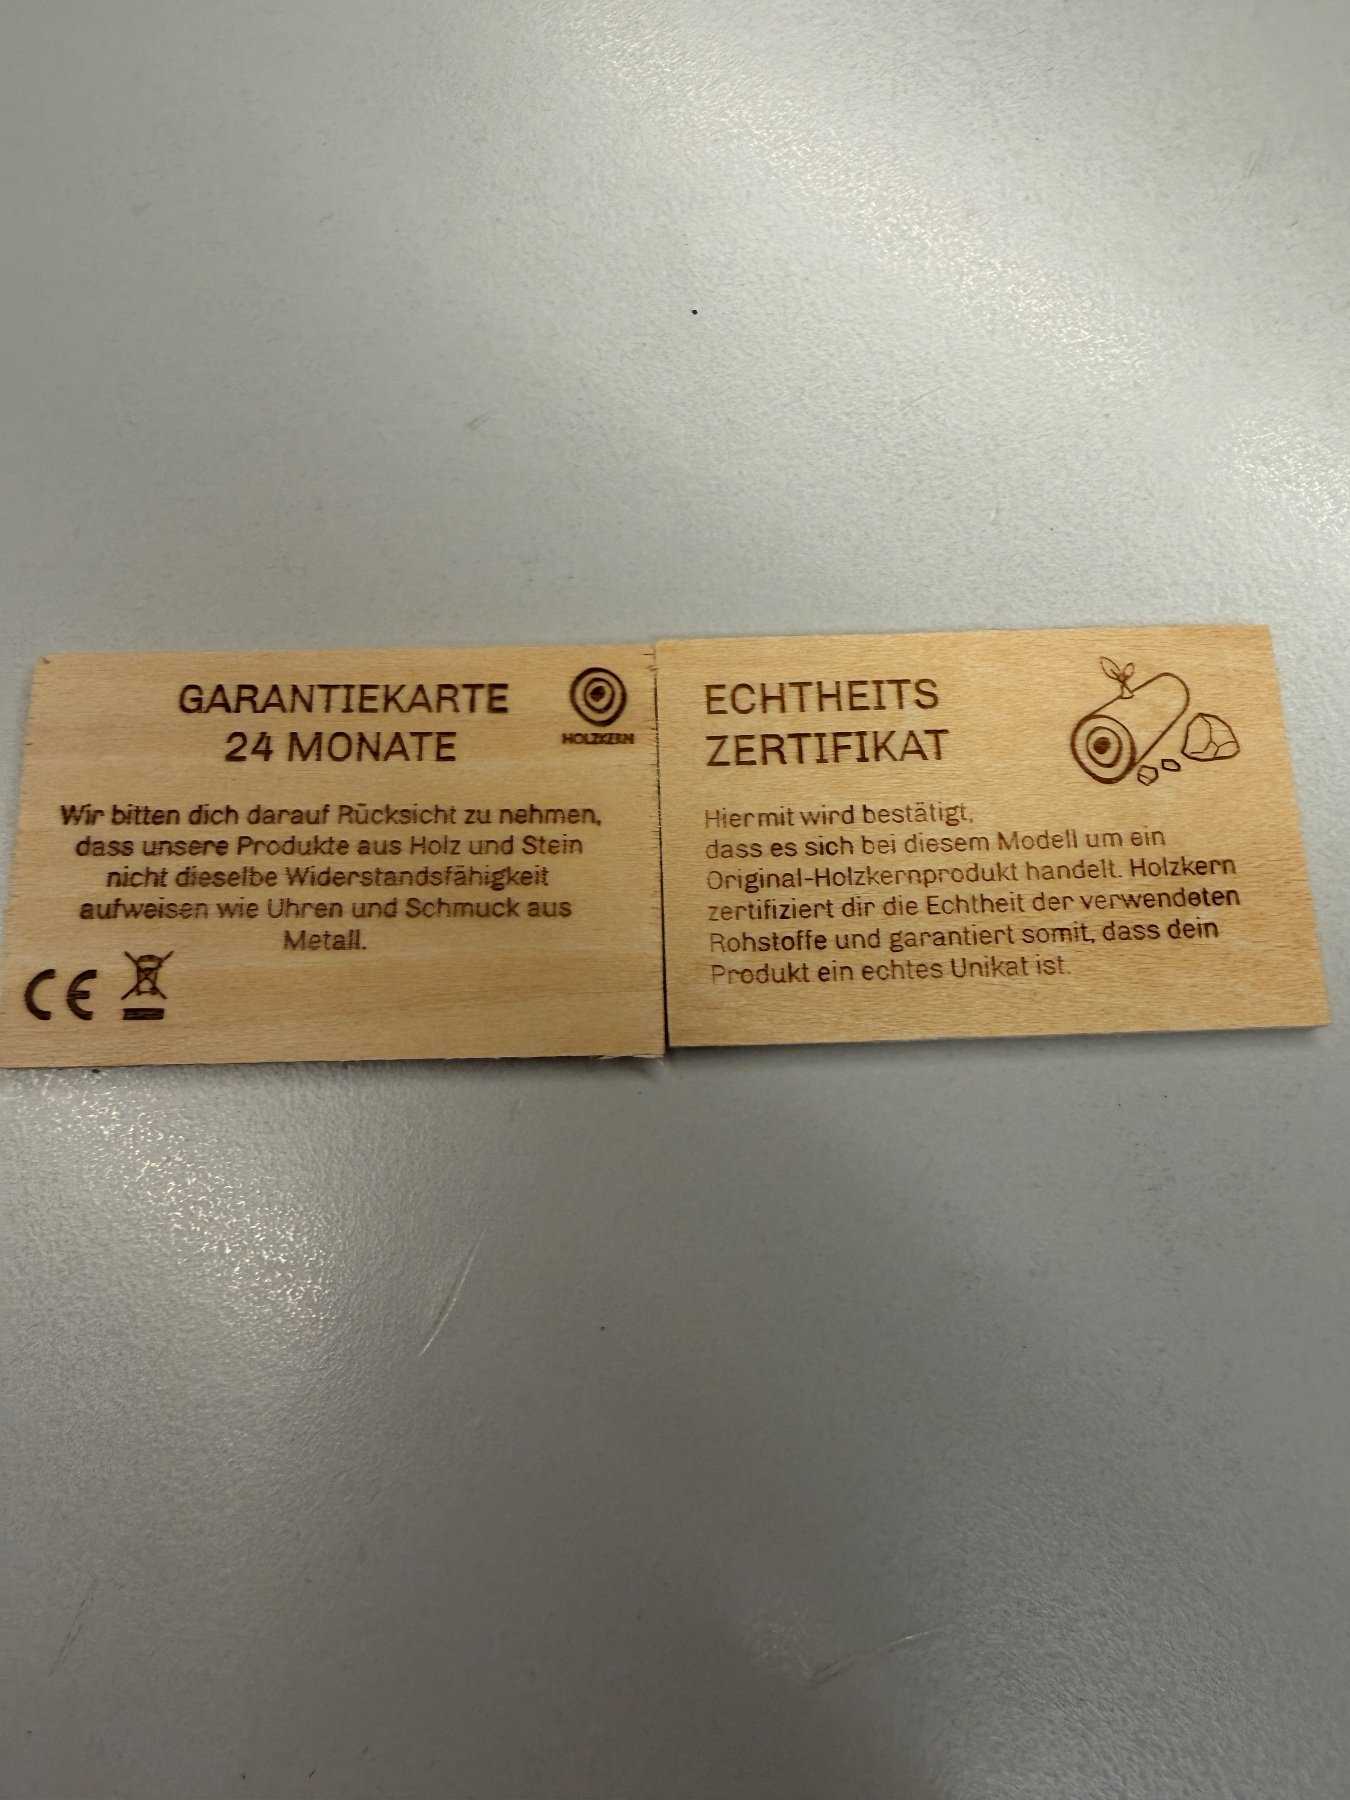 GARANTIEKARTE
24 MONATE
HOLZKERN
Wir bitten dich darauf Rücksicht zu nehmen,
dass unsere Produkte aus Holz und Stein
nicht dieselbe Widerstandsfähigkeit
aufweisen wie Uhren und Schmuck aus
Metall.
CE
ECHTHEITS
ZERTIFIKAT
Hiermit wird bestätigt,
dass es sich bei diesem Modell um ein
Original-Holzkernprodukt handelt. Holzkern
zertifiziert dir die Echtheit der verwendeten
Rohstoffe und garantiert somit, dass dein
Produkt ein echtes Unikat ist.